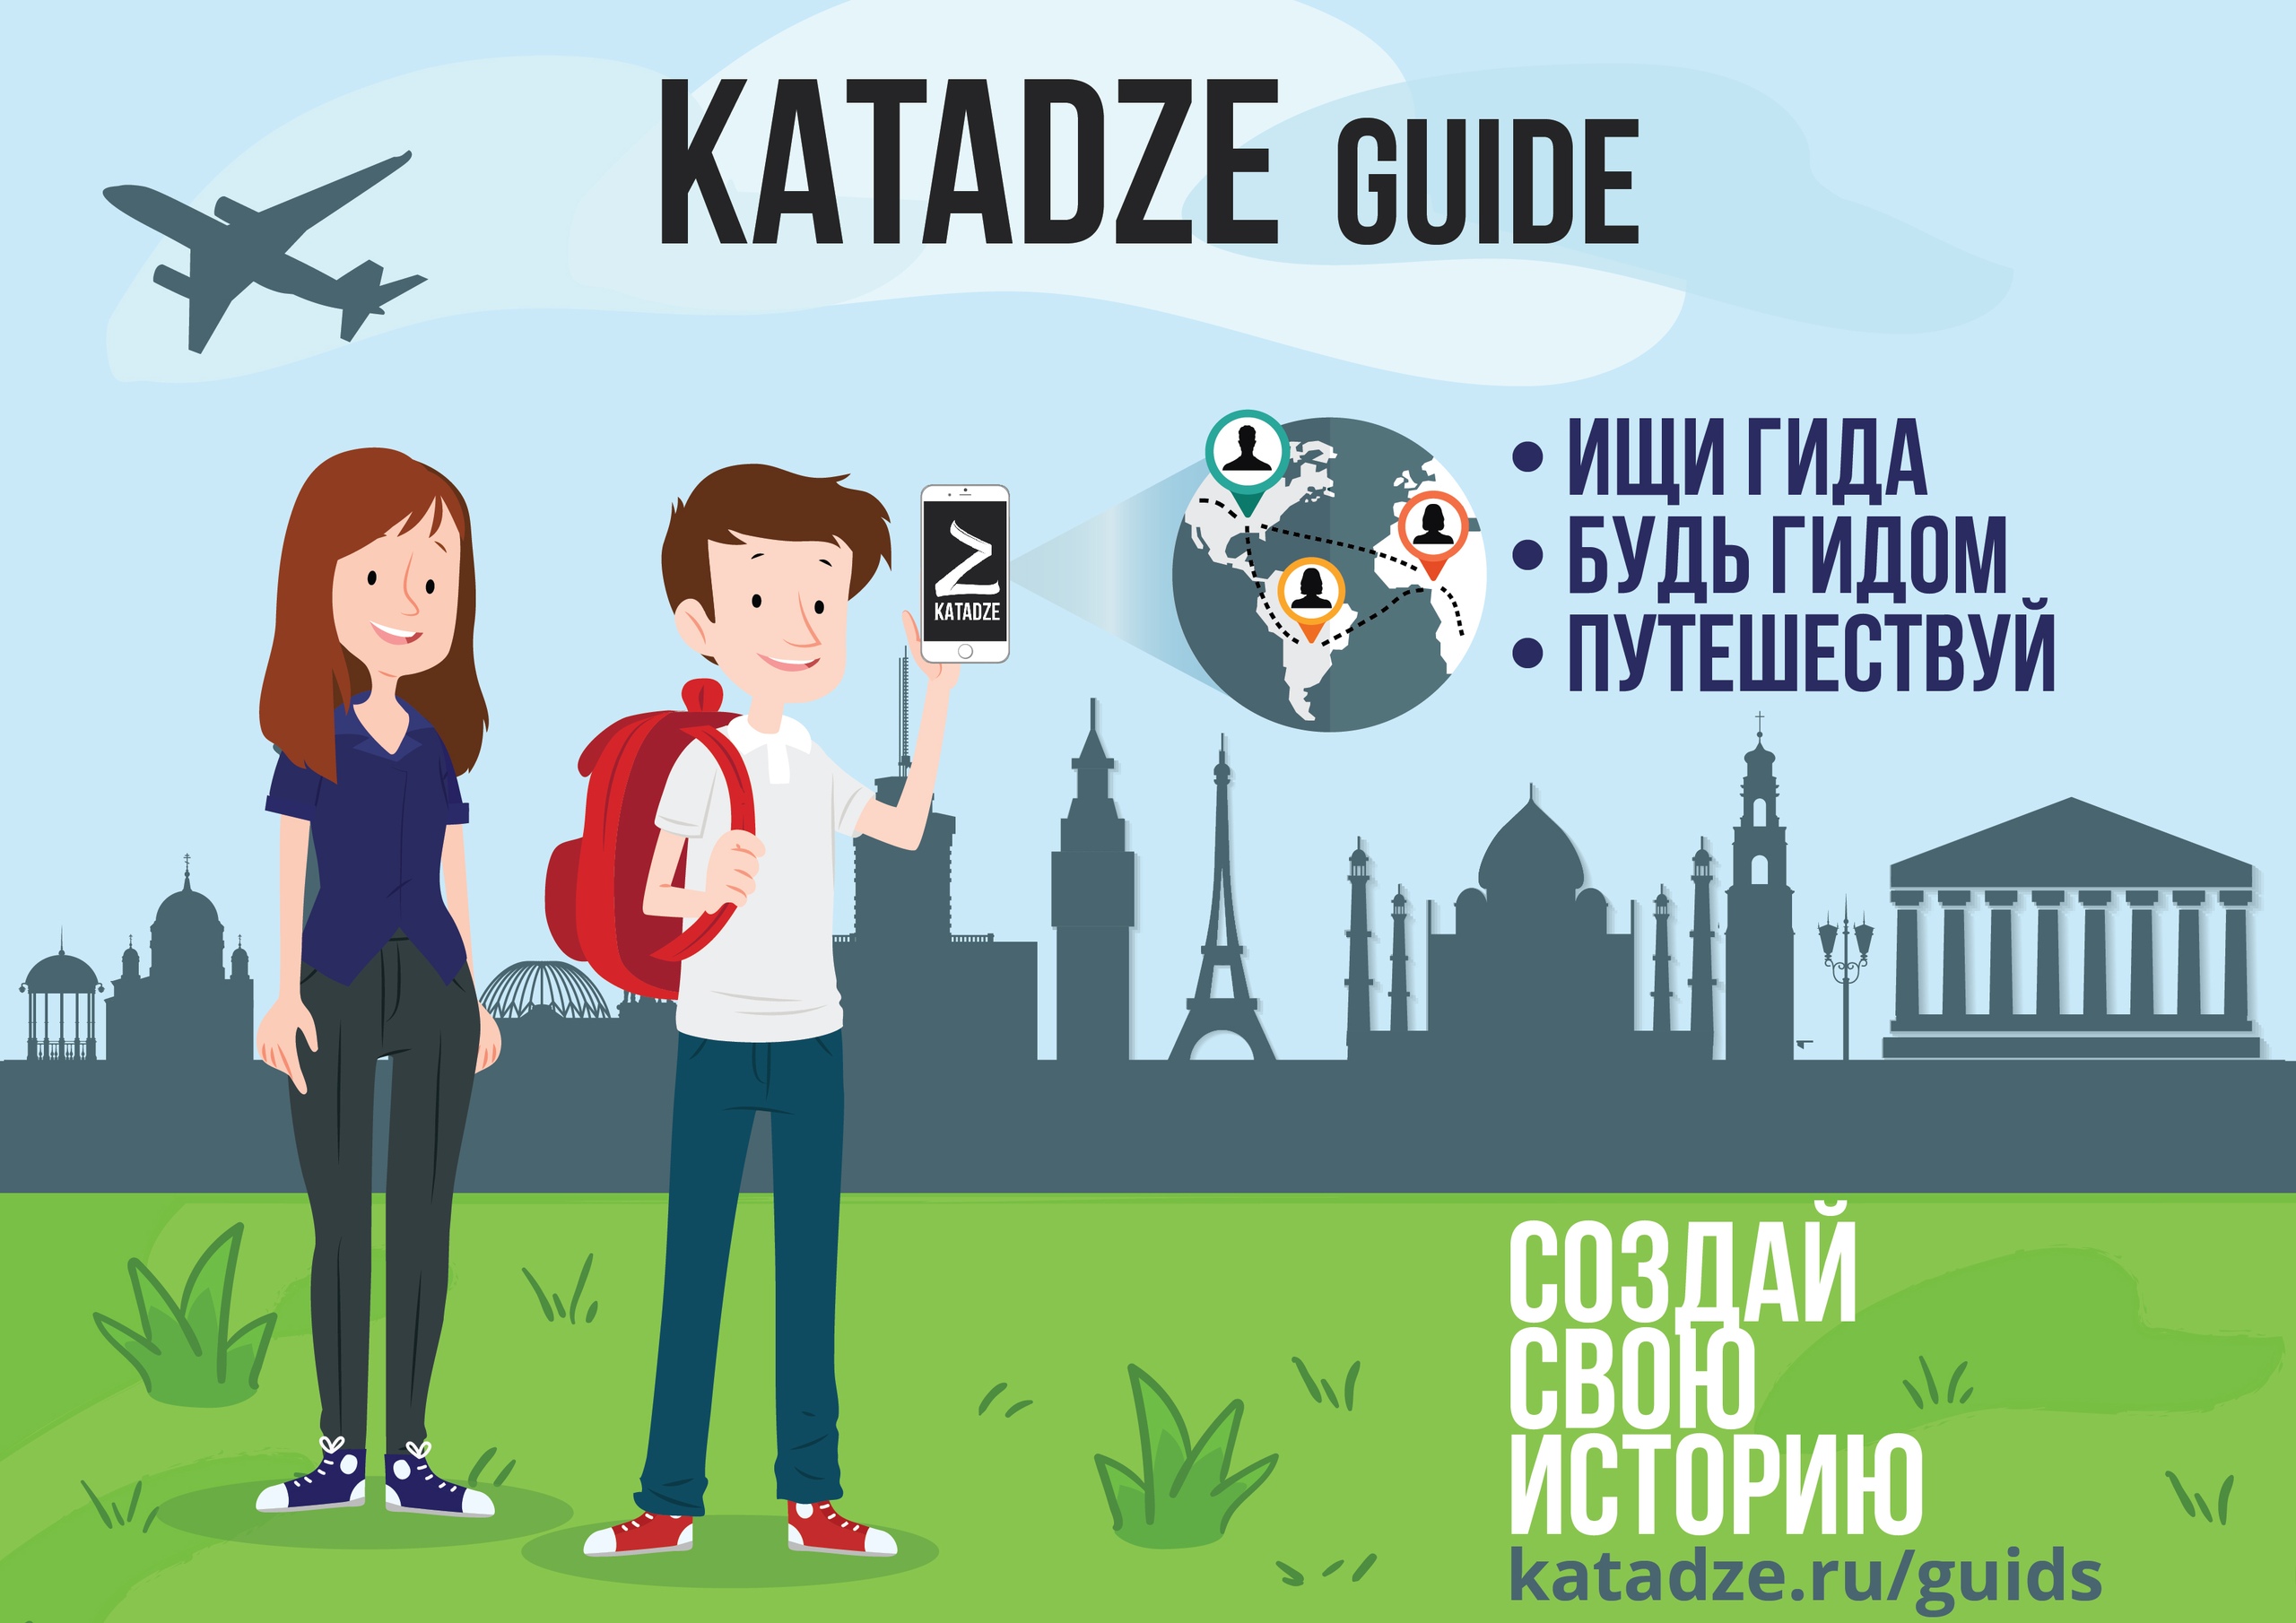 KATADZE GUIDE
KATADZE
• ИЩИ ГИДА
• БУДЬ ГИДОМ
• ПУТЕШЕСТВУЙ
СОЗДАЙ
СВОЮ
ИСТОРИЮ
katadze.ru/guids